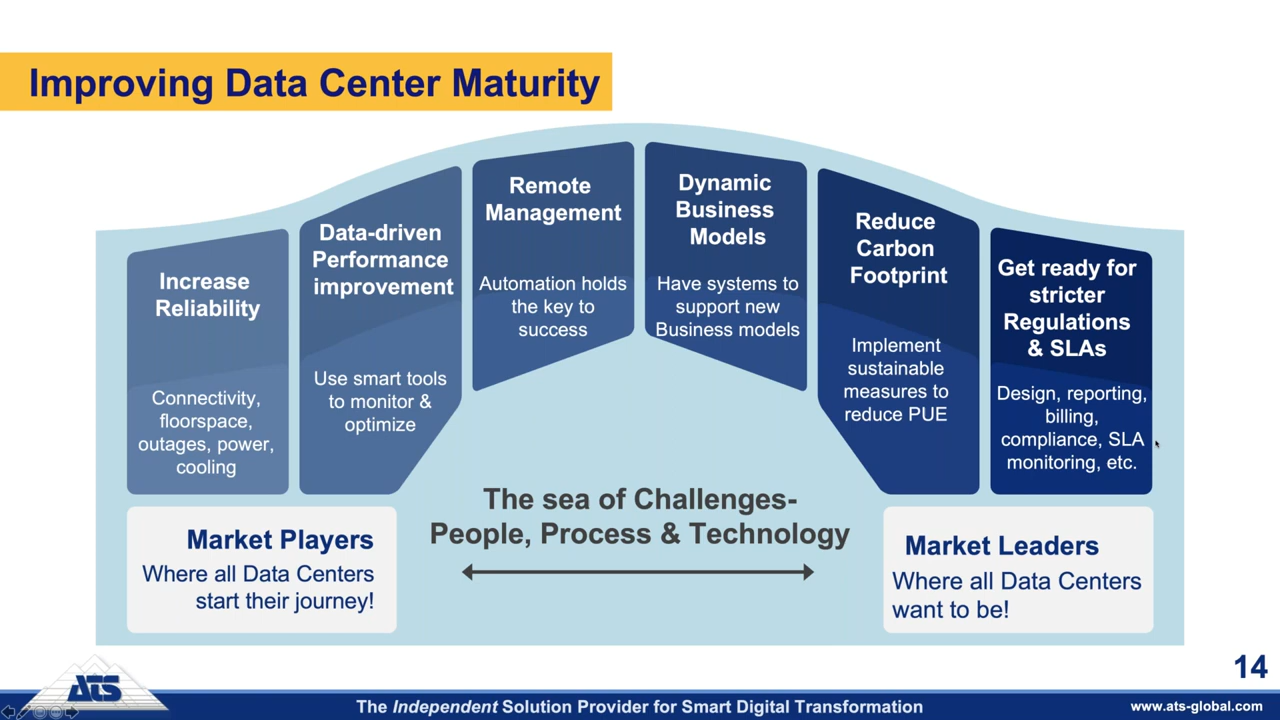 Improving Data Center Maturity
Increase
Reliability
Connectivity,
floorspace,
outages, power,
cooling
Data-driven
Performance
improvement
Use smart tools
to monitor &
optimize
Remote
Management
Automation holds
the key to
success
Dynamic
Business
Models
Have systems to
support new
Business models
Reduce
Carbon
Footprint
Implement
sustainable
measures to
reduce PUE
Get ready for
stricter
Regulations
& SLAs
Design, reporting,
billing,
compliance, SLA
monitoring, etc.
The sea of Challenges-
People, Process & Technology
Market Players
Where all Data Centers
start their journey!
Market Leaders
Where all Data Centers
want to be!
14
ATS
The Independent Solution Provider for Smart Digital Transformation
www.ats-global.com